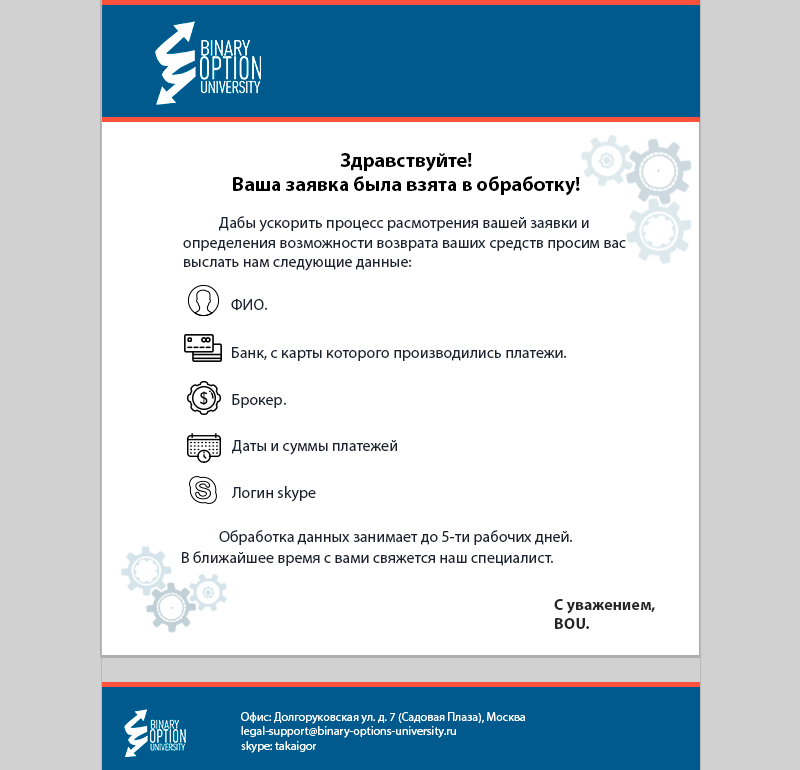 BINARY
OPTION
UNIVERSITY
Здравствуйте!
Ваша заявка была взята в обработку!
Дабы ускорить процесс расмотрения вашей заявки и
определения возможности возврата ваших средств просим вас
выслать нам следующие данные:
ФИО.
Банк, с карты которого производились платежи.
$ Брокер.
Даты и суммы платежей
S Логин skype
Обработка данных занимает до 5-ти рабочих дней.
В ближайшее время с вами свяжется наш специалист.
С уважением,
BOU.
BINARY
OPTION
UNIVERSITY
Офис: Долгоруковская ул. д. 7 (Садовая Плаза), Москва
legal-support@binary-options-university.ru
skype: takaigor